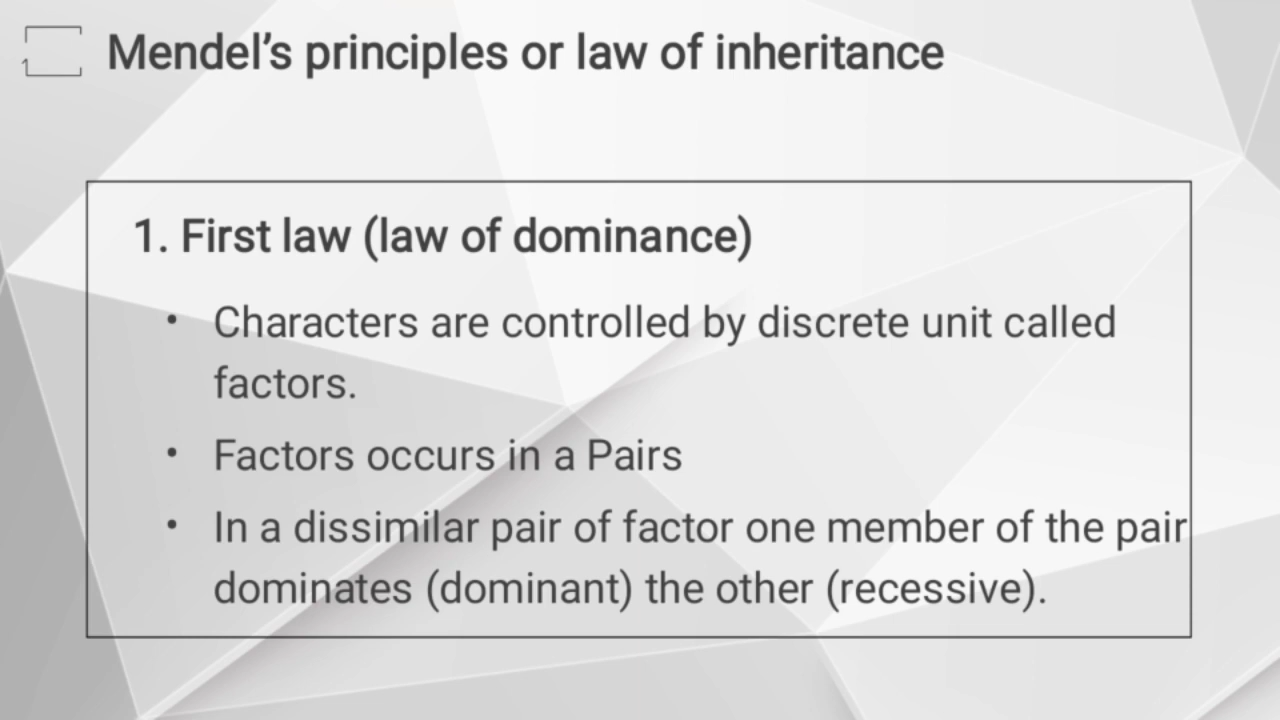 Mendel’s principles or law of inheritance
1. First law (law of dominance)
• Characters are controlled by discrete unit called
factors.
• Factors occurs in a Pairs
• In a dissimilar pair of factor one member of the pair
dominates (dominant) the other (recessive).